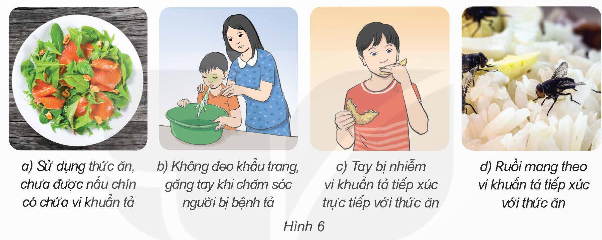 a) Sử dụng thức ăn,
chưa được nấu chín
có chứa vi khuẩn tả
b) Không đeo khẩu trang,
găng tay khi chăm sóc
người bị bệnh tả
c) Tay bị nhiễm
vi khuẩn tả tiếp xúc
trực tiếp với thức ăn
d) Ruồi mang theo
vi khuẩn tả tiếp xúc
với thức ăn
Hình 6